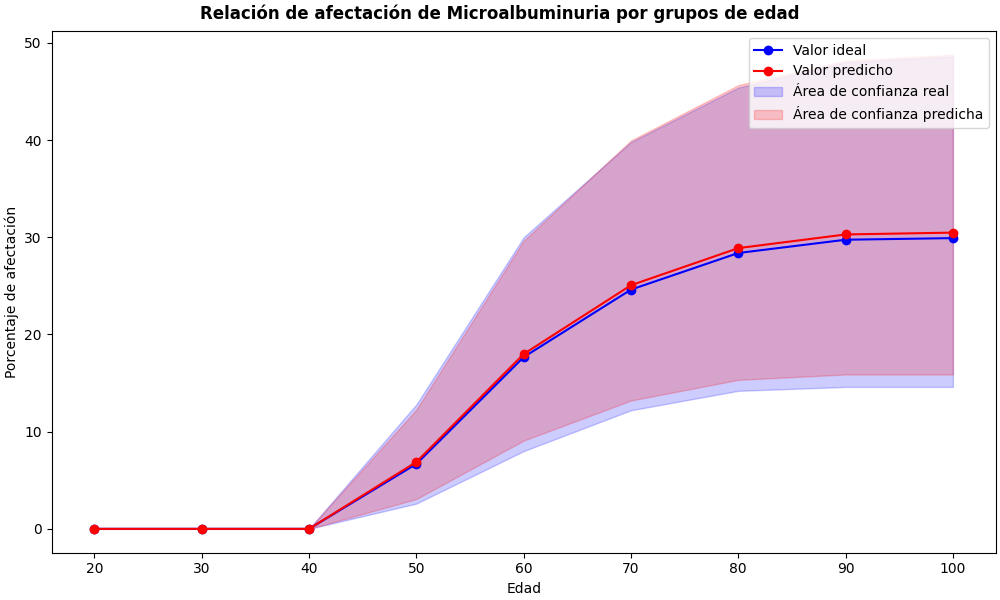 Relación de afectación de Microalbuminuria por grupos de edad
50
40
30
20
10
0
Porcentaje de afectación
Valor ideal
Valor predicho
Área de confianza real
Área de confianza predicha
20 30 40 50 60 70 80 90 100
Edad